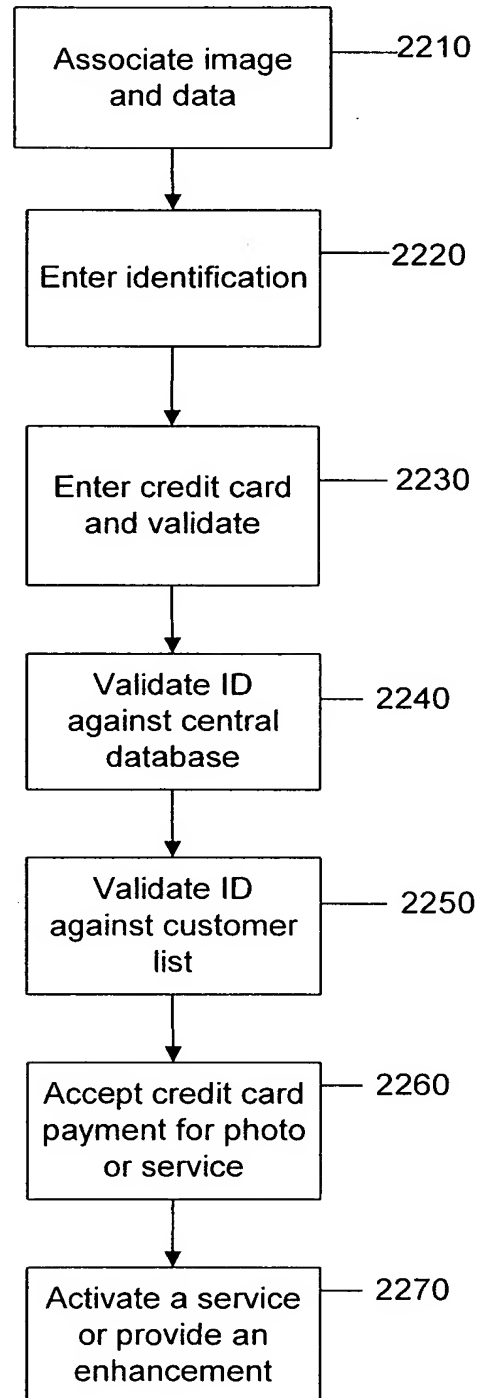 Associate image
and data
2210
Enter identification
2220
Enter credit card
and validate
2230
Validate ID
against central
database
2240
Validate ID
against customer
list
2250
Accept credit card
payment for photo
or service
2260
Activate a service
or provide an
enhancement
2270